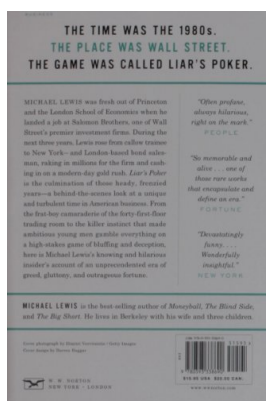 THE TIME WAS THE 1980s.
THE PLACE WAS WALL STREET.
THE GAME WAS CALLED LIAR'S POKER.
MICHAEL LEWIS was fresh out of Princeton
and the London School of Economics when he
landed a job at Salomon Brothers, one of Wall
Street's premier investment firms. During the
next three years, Lewis rose from callow trainee
to New York– and London-based bond sales-
man, raking in millions for the firm and cash-
ing in on a modern-day gold rush. Liar's Poker
is the culmination of those heady, frenzied
years—a behind-the-scenes look at a unique
and turbulent time in American business. From
the frat-boy camaraderie of the forty-first-floor
trading room to the killer instinct that made
ambitious young men gamble everything on
a high-stakes game of bluffing and deception,
here is Michael Lewis's knowing and hilarious
insider's account of an unprecedented era of
greed, gluttony, and outrageous fortune.
"Often profane,
always hilarious,
right on the mark."
PEOPLE
"So memorable and
alive . . . one of
those rare works
that encapsulate and
define an era."
FORTUNE
"Devastatingly
funny. . . .
Wonderfully
insightful."
NEW YORK
MICHAEL LEWIS is the best-selling author of Moneyball, The Blind Side,
and The Big Short. He lives in Berkeley with his wife and three children.
W. W. NORTON
NEW YORK · LONDON